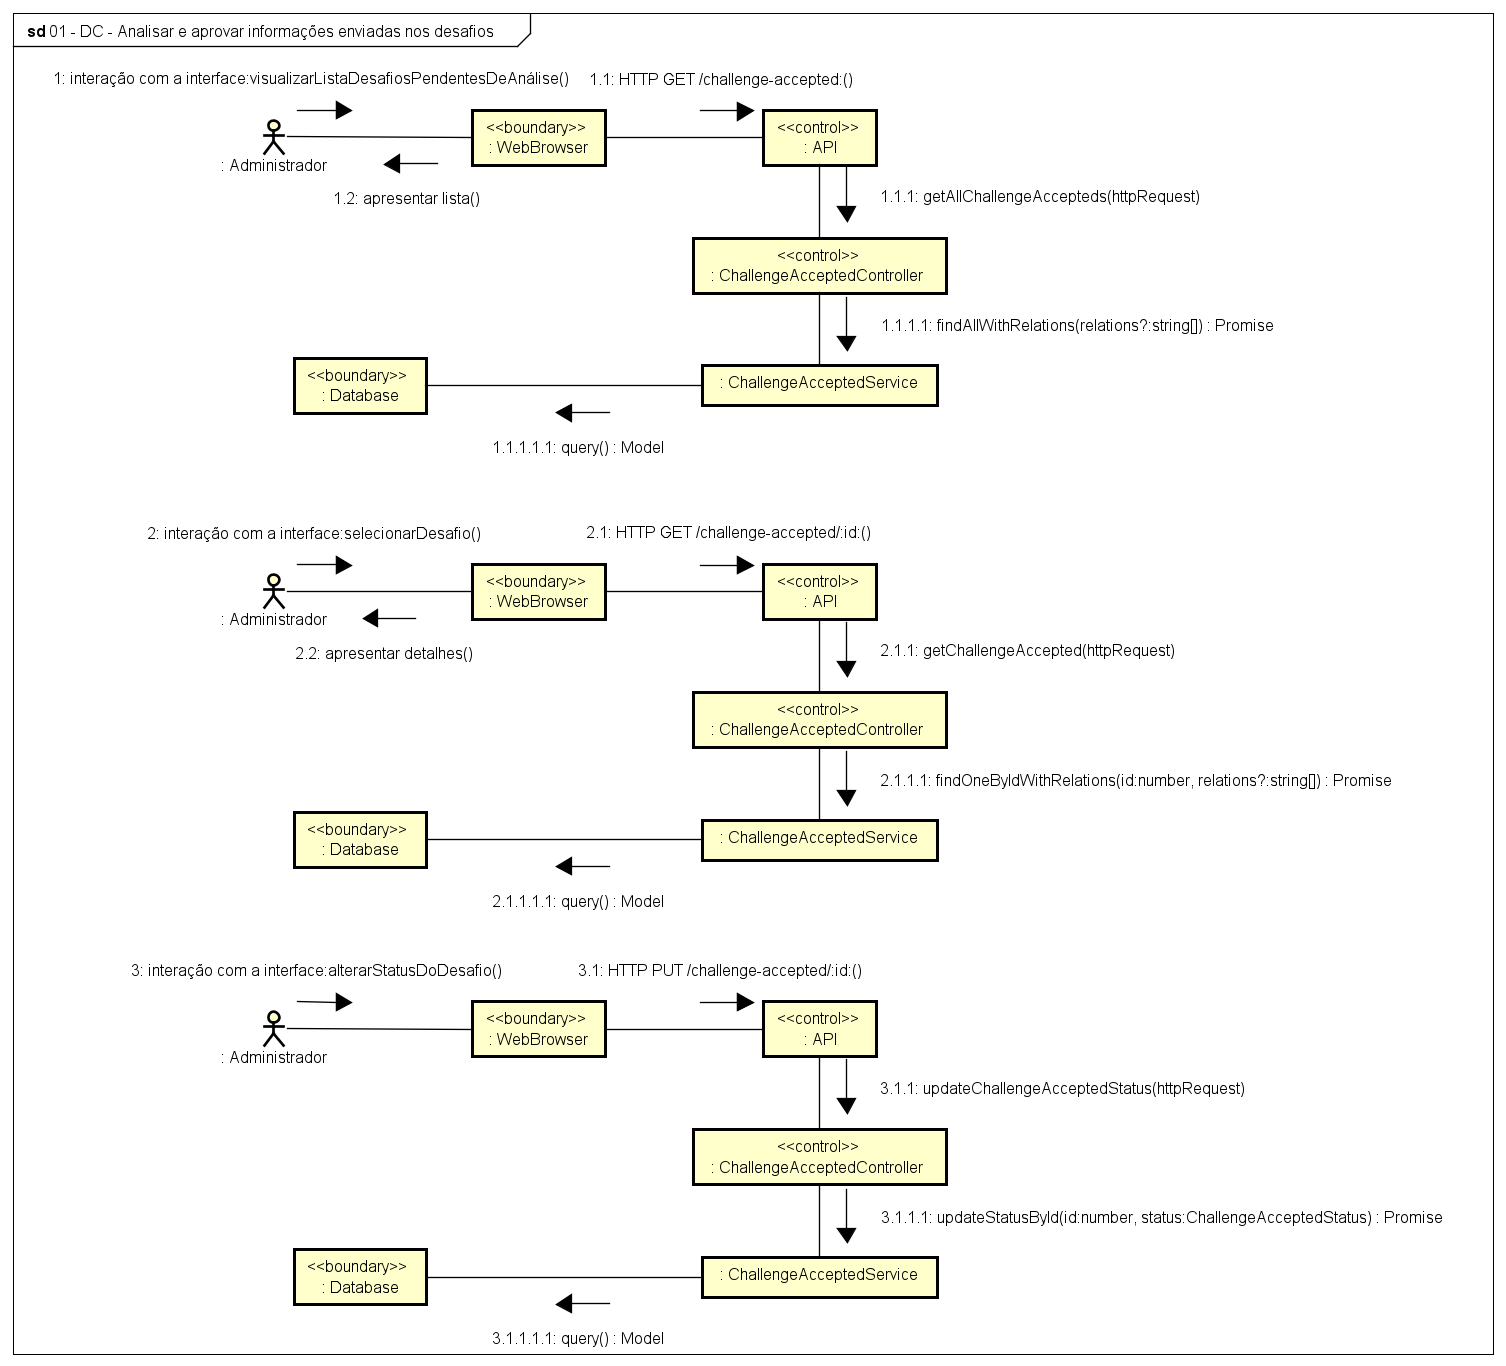 sd 01 - DC - Analisar e aprovar informações enviadas nos desafios
1: interação com a interface:visualizarListaDesafiosPendentesDeAnálise()
1.1: HTTP GET /challenge-accepted:()
<<boundary>>
: WebBrowser
<<control>>
: API
: Administrador
1.2: apresentar lista()
1.1.1: getAllChallengeAccepteds(httpRequest)
<<control>>
: ChallengeAcceptedController
1.1.1.1: findAllWithRelations(relations?:string[]) : Promise
<<boundary>>
: Database
: ChallengeAcceptedService
1.1.1.1.1: query() : Model
2: interação com a interface:selecionarDesafio()
2.1: HTTP GET /challenge-accepted/:id:()
<<boundary>>
: WebBrowser
<<control>>
: API
: Administrador
2.2: apresentar detalhes()
2.1.1: getChallengeAccepted(httpRequest)
<<control>>
: ChallengeAcceptedController
2.1.1.1: findOneByIdWithRelations(id:number, relations?:string[]) : Promise
<<boundary>>
: Database
: ChallengeAcceptedService
2.1.1.1.1: query() : Model
3: interação com a interface:alterarStatusDoDesafio()
3.1: HTTP PUT /challenge-accepted/:id:()
<<boundary>>
: WebBrowser
<<control>>
: API
: Administrador
3.1.1: updateChallengeAcceptedStatus(httpRequest)
<<control>>
: ChallengeAcceptedController
3.1.1.1: updateStatusById(id:number, status:ChallengeAcceptedStatus) : Promise
<<boundary>>
: Database
: ChallengeAcceptedService
3.1.1.1.1: query() : Model